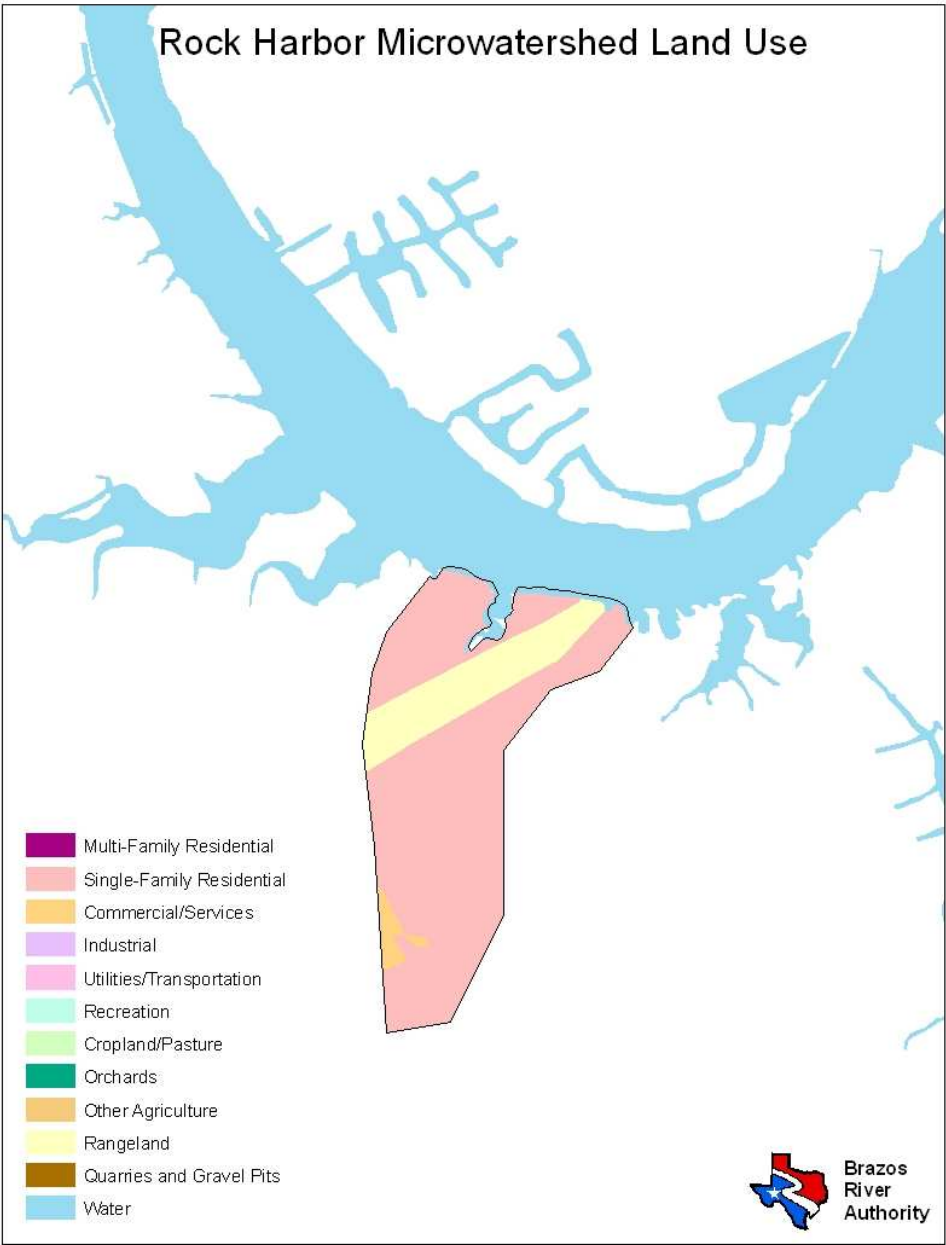 Rock Harbor Microwatershed Land Use
Multi-Family Residential
Single-Family Residential
Commercial/Services
Industrial
Utilities/Transportation
Recreation
Cropland/Pasture
Orchards
Other Agriculture
Rangeland
Quarries and Gravel Pits
Water
Brazos
River
Authority